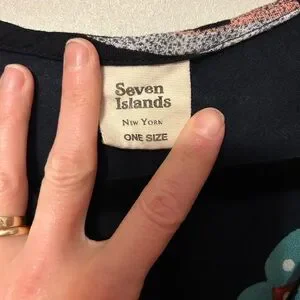 Seven
Islands
New York
ONE SIZE